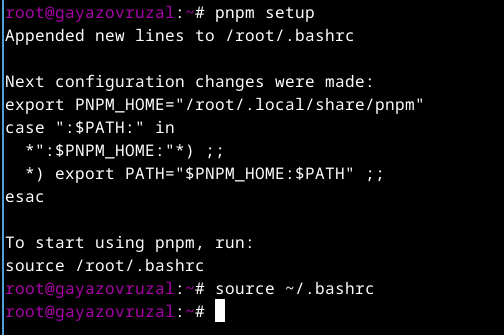 root@gayazovruzal:~# pnpm setup
Appended new lines to /root/.bashrc

Next configuration changes were made:
export PNPM_HOME="/root/.local/share/pnpm"
case ":$PATH:" in
  *":$PNPM_HOME:"*) ;;
  *) export PATH="$PNPM_HOME:$PATH" ;;
esac

To start using pnpm, run:
source /root/.bashrc
root@gayazovruzal:~# source ~/.bashrc
root@gayazovruzal:~#